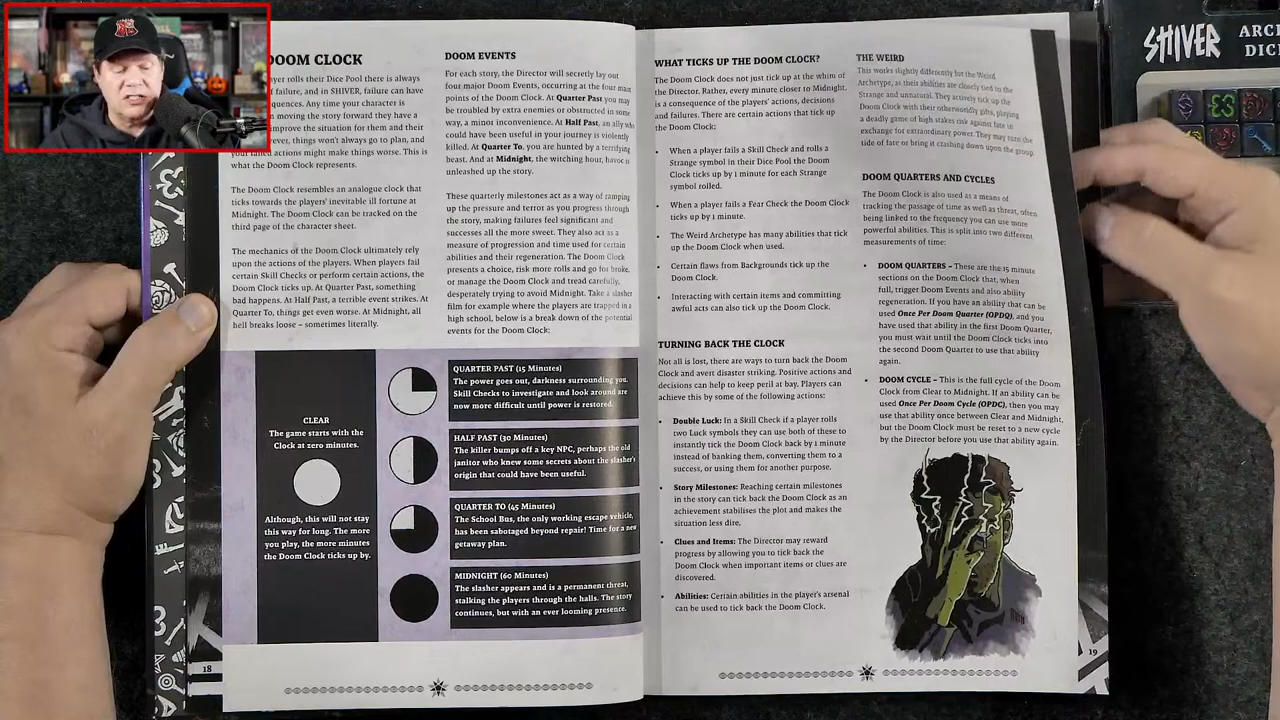 DOOM CLOCK
yer rolls their Dice Pool there is always
of failure, and in SHIVER, failure can have
quences. Any time your character is
n moving the story forward they have a
improve the situation for them and their
ever, things won't always go to plan, and
your failed actions might make things worse. This is
what the Doom Clock represents.
The Doom Clock resembles an analogue clock that
ticks towards the players' inevitable ill fortune at
Midnight. The Doom Clock can be tracked on the
third page of the character sheet.
The mechanics of the Doom Clock ultimately rely
upon the actions of the players. When players fail
certain Skill Checks or perform certain actions, the
Doom Clock ticks up. At Quarter Past, something
bad happens. At Half Past, a terrible event strikes. At
Quarter To, things get even worse. At Midnight, all
hell breaks loose – sometimes literally.
DOOM EVENTS
For each story, the Director will secretly lay out
four major Doom Events, occurring at the four main
points of the Doom Clock. At Quarter Past you may
be troubled by extra enemies or obstructed in some
way, a minor inconvenience. At Half Past, an ally who
could have been useful in your journey is violently
killed. At Quarter To, you are hunted by a terrifying
beast. And at Midnight, the witching hour, havoc is
unleashed up the story.
These quarterly milestones act as a way of ramping
up the pressure and terror as you progress through
the story, making failures feel significant and
successes all the more sweet. They also act as a
measure of progression and time used for certain
abilities and their regeneration. The Doom Clock
presents a choice, risk more rolls and go for broke,
or manage the Doom Clock and tread carefully,
desperately trying to avoid Midnight. Take a slasher
film for example where the players are trapped in a
high school, below is a break down of the potential
events for the Doom Clock:
CLEAR
The game starts with the
Clock at zero minutes.
Although, this will not stay
this way for long. The more
you play, the more minutes
the Doom Clock ticks up by.
QUARTER PAST (15 Minutes)
The power goes out, darkness surrounding you.
Skill Checks to investigate and look around are
now more difficult until power is restored.
HALF PAST (30 Minutes)
The killer bumps off a key NPC, perhaps the old
janitor who knew some secrets about the slasher's
origin that could have been useful.
QUARTER TO (45 Minutes)
The School Bus, the only working escape vehicle,
has been sabotaged beyond repair! Time for a new
getaway plan.
MIDNIGHT (60 Minutes)
The slasher appears and is a permanent threat,
stalking the players through the halls. The story
continues, but with an ever looming presence.
18
WHAT TICKS UP THE DOOM CLOCK?
The Doom Clock does not just tick up at the whim of
the Director. Rather, every minute closer to Midnight
is a consequence of the players' actions, decisions
and failures. There are certain actions that tick up
the Doom Clock:
• When a player fails a Skill Check and rolls a
Strange symbol in their Dice Pool the Doom
Clock ticks up by 1 minute for each Strange
symbol rolled.
• When a player fails a Fear Check the Doom Clock
ticks up by 1 minute.
• The Weird Archetype has many abilities that tick
up the Doom Clock when used.
• Certain flaws from Backgrounds tick up the
Doom Clock.
• Interacting with certain items and committing
awful acts can also tick up the Doom Clock.
TURNING BACK THE CLOCK
Not all is lost, there are ways to turn back the Doom
Clock and avert disaster striking. Positive actions and
decisions can help to keep peril at bay. Players can
achieve this by some of the following actions:
• Double Luck: In a Skill Check if a player rolls
two Luck symbols they can use both of these to
instantly tick the Doom Clock back by 1 minute
instead of banking them, converting them to a
success, or using them for another purpose.
• Story Milestones: Reaching certain milestones
in the story can tick back the Doom Clock as an
achievement stabilises the plot and makes the
situation less dire.
• Clues and Items: The Director may reward
progress by allowing you to tick back the
Doom Clock when important items or clues are
discovered.
• Abilities: Certain abilities in the player's arsenal
can be used to tick back the Doom Clock.
THE WEIRD
This works slightly differently for the Weird
Archetype, as their abilities are closely tied to the
Strange and unnatural. They actively tick up the
Doom Clock with their otherworldly gifts, playing
a deadly game of high stakes risk against fate in
exchange for extraordinary power. They may turn the
tide of fate or bring it crashing down upon the group.
DOOM QUARTERS AND CYCLES
The Doom Clock is also used as a means of
tracking the passage of time as well as threat, often
being linked to the frequency you can use more
powerful abilities. This is split into two different
measurements of time:
• DOOM QUARTERS – These are the 15 minute
sections on the Doom Clock that, when
full, trigger Doom Events and also ability
regeneration. If you have an ability that can be
used Once Per Doom Quarter (OPDQ), and you
have used that ability in the first Doom Quarter,
you must wait until the Doom Clock ticks into
the second Doom Quarter to use that ability
again.
• DOOM CYCLE – This is the full cycle of the Doom
Clock from Clear to Midnight. If an ability can be
used Once Per Doom Cycle (OPDC), then you may
use that ability once between Clear and Midnight,
but the Doom Clock must be reset to a new cycle
by the Director before you use that ability again.
19
SHIVER
ARC
DIC